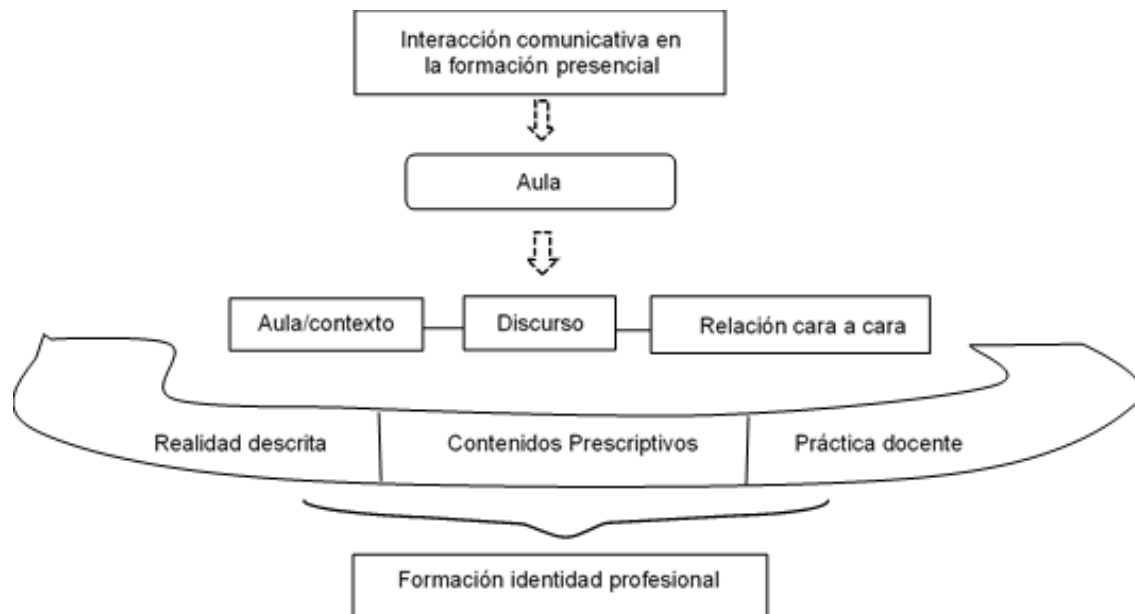 Interacción comunicativa en
la formación presencial
Aula
Aula/contexto
Discurso
Relación cara a cara
Realidad descrita
Contenidos Prescriptivos
Práctica docente
Formación identidad profesional